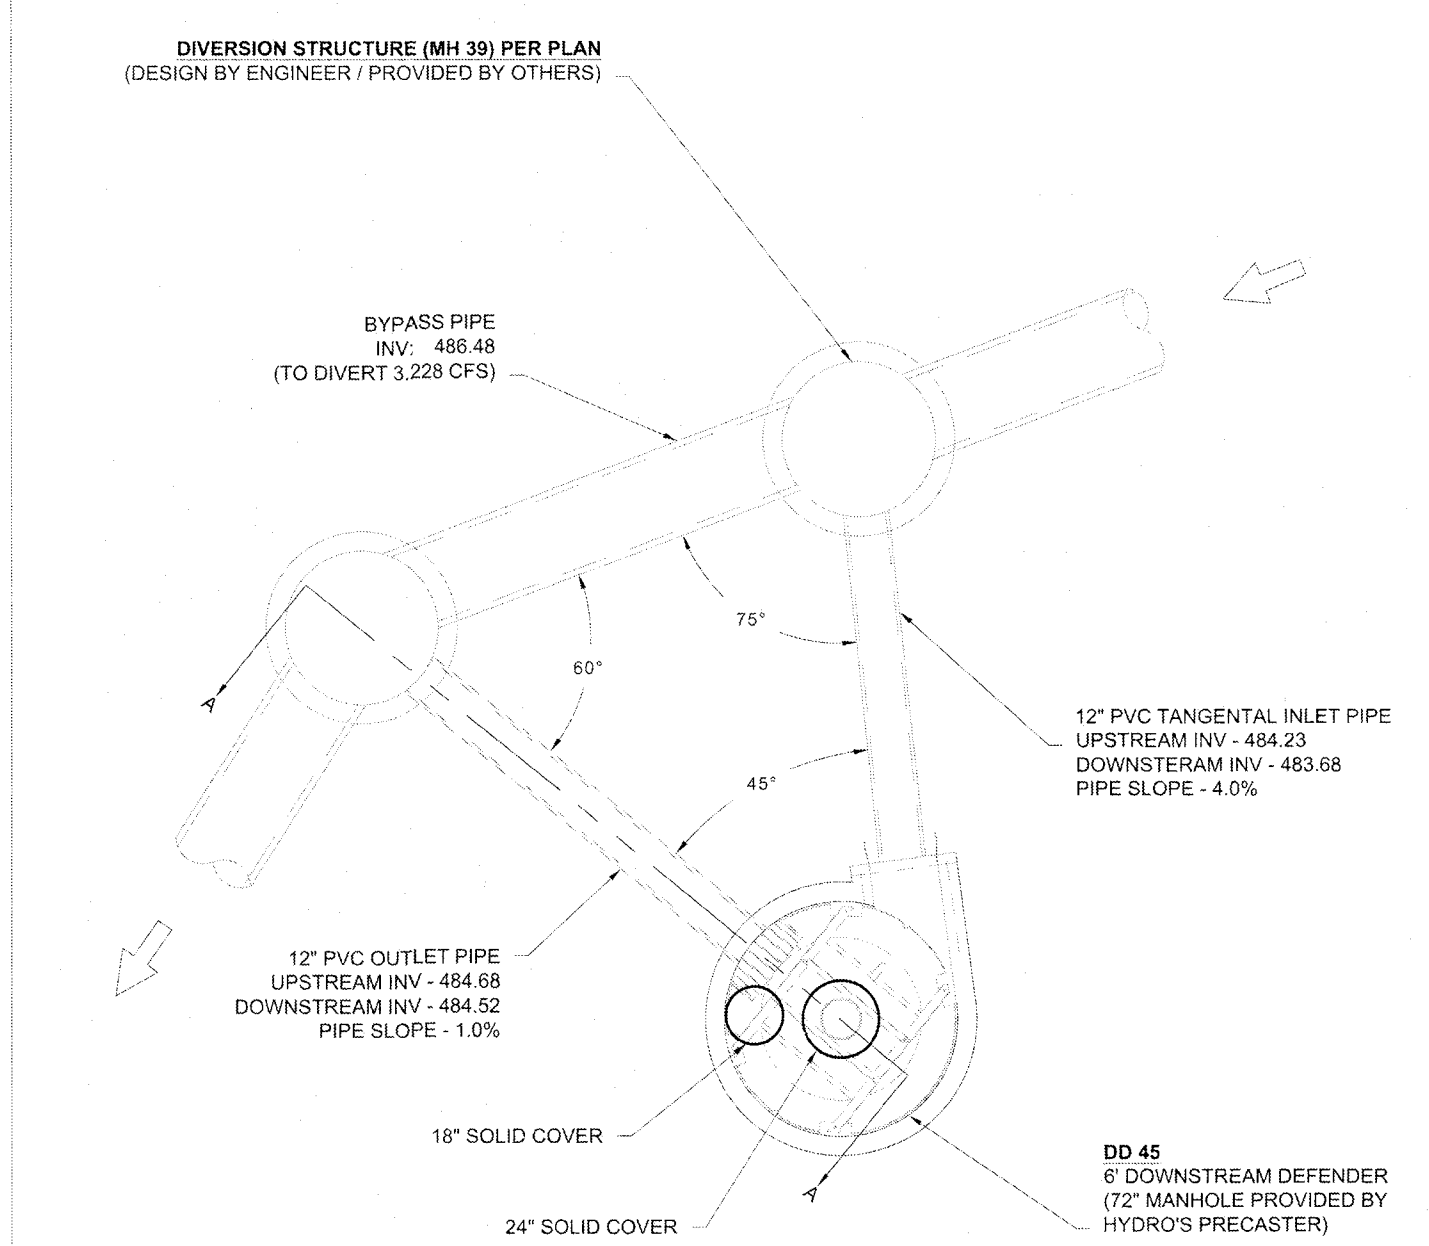 DIVERSION STRUCTURE (MH 39) PER PLAN
(DESIGN BY ENGINEER / PROVIDED BY OTHERS)
BYPASS PIPE
INV: 486.48
(TO DIVERT 3.228 CFS)
75°
60°
A
12" PVC TANGENTAL INLET PIPE
UPSTREAM INV - 484.23
DOWNSTERAM INV - 483.68
PIPE SLOPE - 4.0%
45°
12" PVC OUTLET PIPE
UPSTREAM INV - 484.68
DOWNSTREAM INV - 484.52
PIPE SLOPE - 1.0%
18" SOLID COVER
DD 45
6' DOWNSTREAM DEFENDER
(72" MANHOLE PROVIDED BY
HYDRO'S PRECASTER)
A
24" SOLID COVER